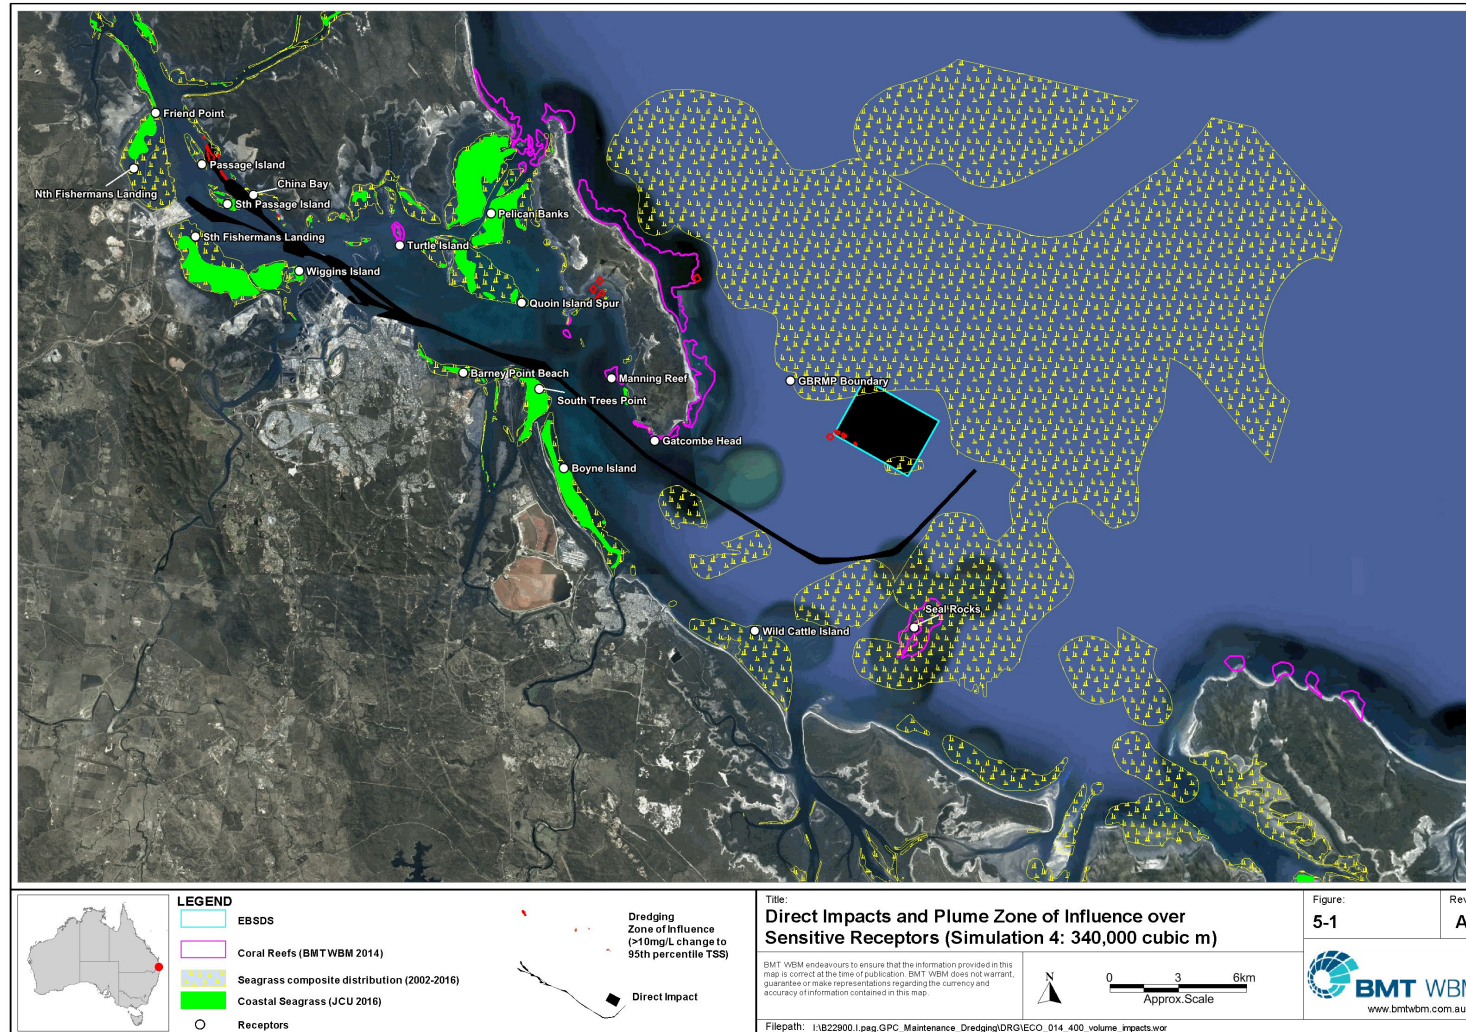 Friend Point
Passage Island
China Bay
Nth Fishermans Landing
Sth Passage Island
Pelican Banks
Sth Fishermans Landing
Turtle Island
Wiggins Island
Quoin Island Spur
Barney Point Beach
Manning Reef
GBRMP Boundary
South Trees Point
Gatcombe Head
Boyne Island
Seal Rocks
Wild Cattle Island
LEGEND
EBSDS
Coral Reefs (BMT WBM 2014)
Seagrass composite distribution (2002-2016)
Coastal Seagrass (JCU 2016)
Receptors
Dredging
Zone of Influence
(>10mg/L change to
95th percentile TSS)
Direct Impact
Title:
Direct Impacts and Plume Zone of Influence over
Sensitive Receptors (Simulation 4: 340,000 cubic m)
BMT WBM endeavours to ensure that the information provided in this
map is correct at the time of publication. BMT WBM does not warrant,
guarantee or make representations regarding the currency and
accuracy of information contained in this map.
N
0 3 6km
Approx.Scale
Filepath: I:\B22900.I.pag.GPC_Maintenance_Dredging\DRG\ECO_014_400_volume_impacts.wor
Figure:
5-1
Rev
A
BMT WBM
www.bmtwbm.com.au